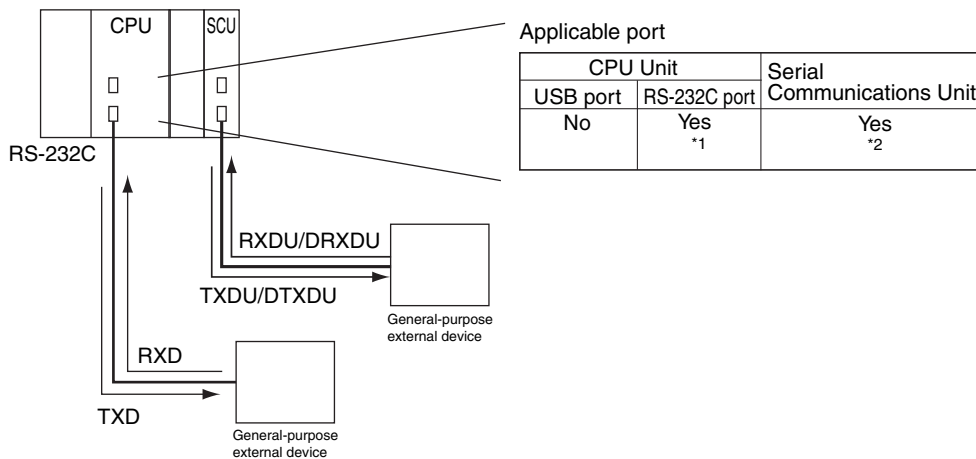 CPU
SCU
RS-232C
Applicable port
CPU Unit
Serial
Communications Unit
USB port
RS-232C port
No
Yes
*1
Yes
*2
RXDU/DRXDU
TXDU/DTXDU
General-purpose
external device
RXD
TXD
General-purpose
external device